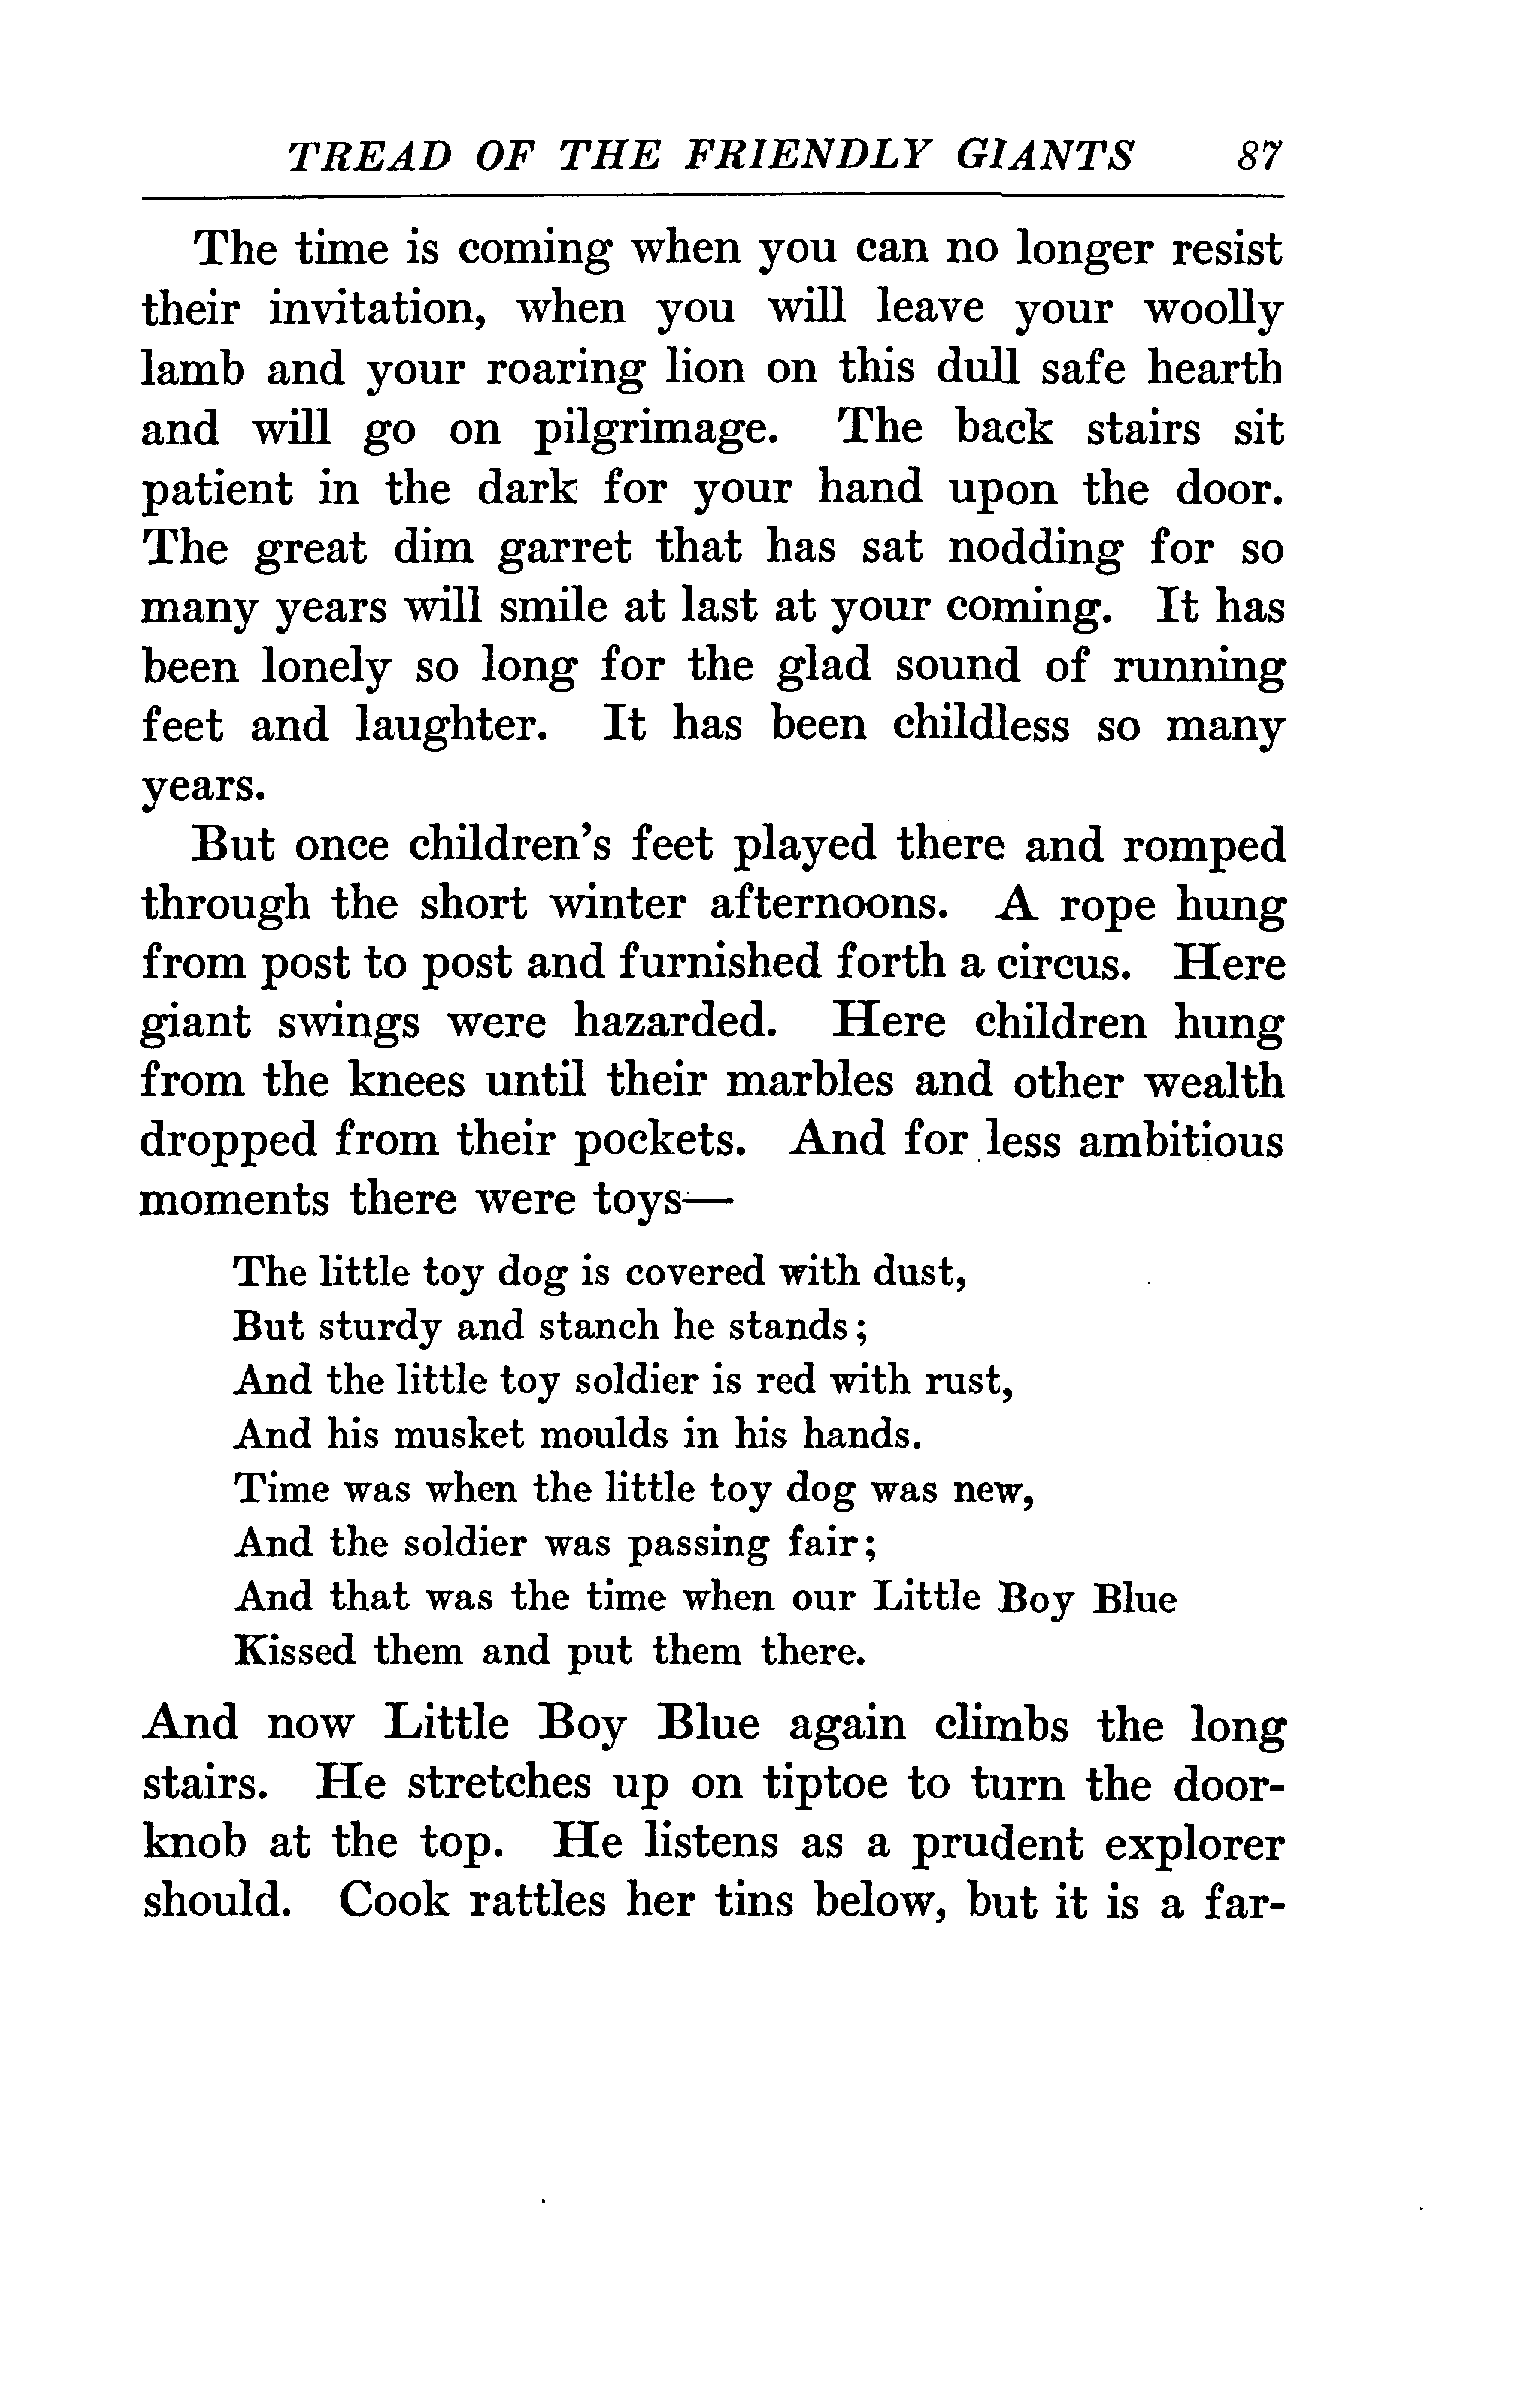 TREAD OF THE FRIENDLY GIANTS 87
The time is coming when you can no longer resist
their invitation, when you will leave your woolly
lamb and your roaring lion on this dull safe hearth
and will go on pilgrimage. The back stairs sit
patient in the dark for your hand upon the door.
The great dim garret that has sat nodding for so
many years will smile at last at your coming. It has
been lonely so long for the glad sound of running
feet and laughter. It has been childless so many
years.
But once children's feet played there and romped
through the short winter afternoons. A rope hung
from post to post and furnished forth a circus. Here
giant swings were hazarded. Here children hung
from the knees until their marbles and other wealth
dropped from their pockets. And for less ambitious
moments there were toys—
The little toy dog is covered with dust,
But sturdy and stanch he stands;
And the little toy soldier is red with rust,
And his musket moulds in his hands.
Time was when the little toy dog was new,
And the soldier was passing fair;
And that was the time when our Little Boy Blue
Kissed them and put them there.
And now Little Boy Blue again climbs the long
stairs. He stretches up on tiptoe to turn the door-
knob at the top. He listens as a prudent explorer
should. Cook rattles her tins below, but it is a far-